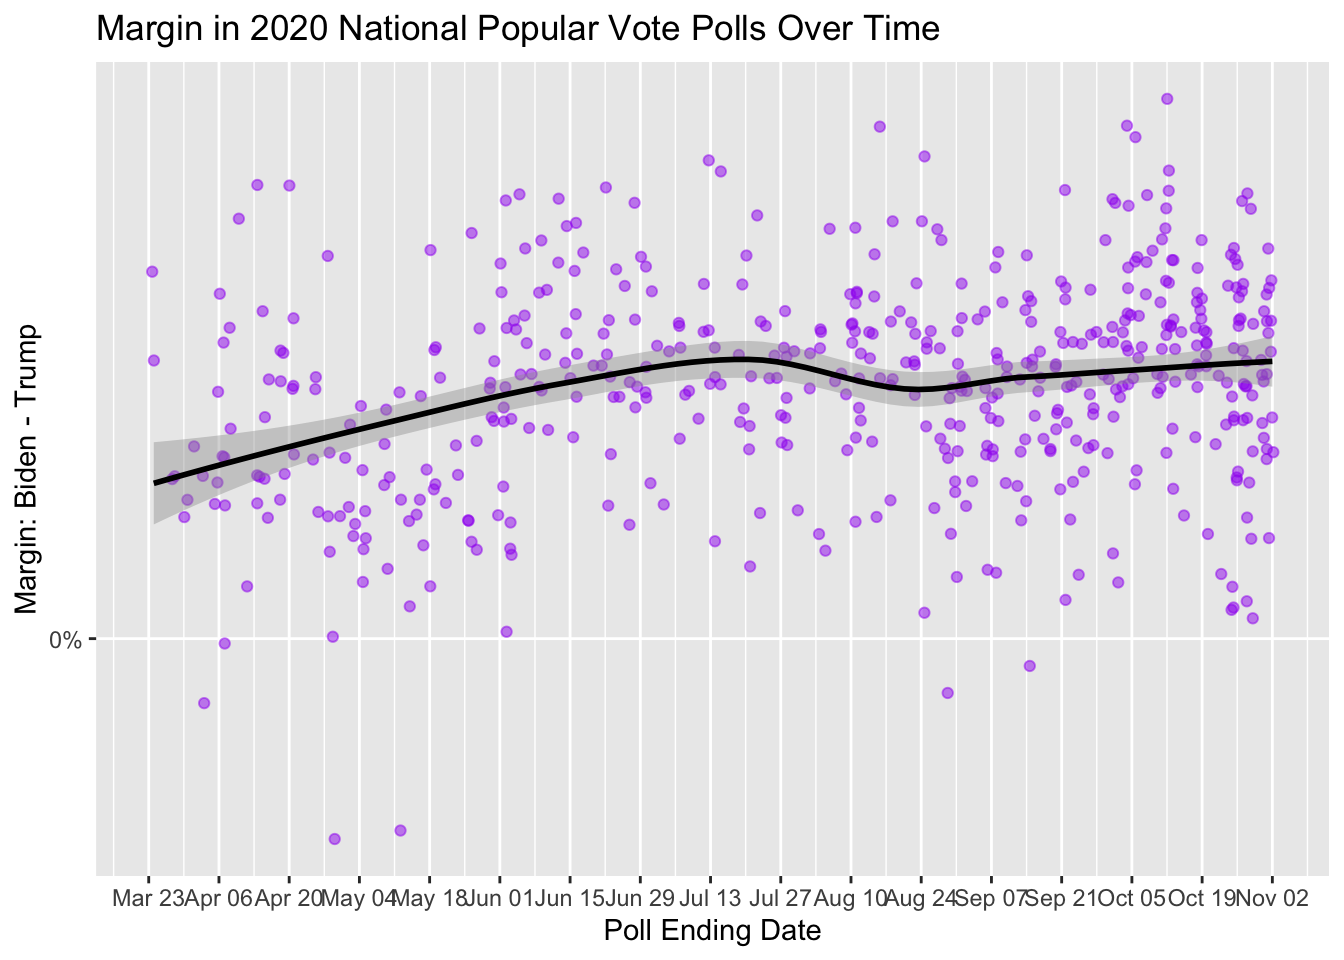 Margin in 2020 National Popular Vote Polls Over Time
Margin: Biden - Trump
0%
Mar 23 Apr 06 Apr 20 May 04 May 18 Jun 01 Jun 15 Jun 29 Jul 13 Jul 27 Aug 10 Aug 24 Sep 07 Sep 21 Oct 05 Oct 19 Nov 02
Poll Ending Date